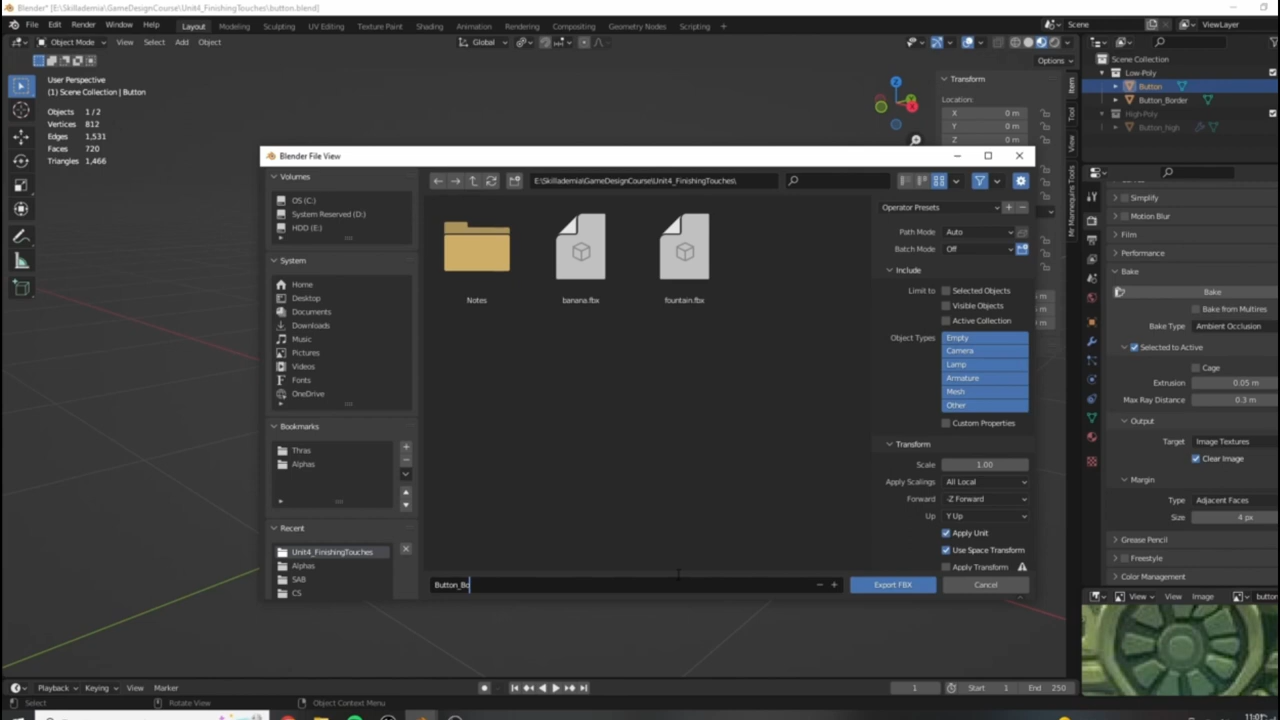 Blender* [E:\Skillademia\GameDesignCourse\Unit4_FinishingTouches\button.blend]
File Edit Render Window Help Layout Modeling Sculpting UV Editing Texture Paint Shading Animation Rendering Compositing Geometry Nodes Scripting + Scene ViewLayer
Object Mode View Select Add Object Global
Options
User Perspective
(1) Scene Collection | Button
Objects 1 / 2
Vertices 812
Edges 1,531
Faces 720
Triangles 1,466
Transform
Location:
X 0 m
Y 0 m
Z 0 m
Item
Tool
View
Mr Mannequins Tools
Scene Collection
Low-Poly
Button
Button_Border
High-Poly
Button_high
Blender File View
Volumes
OS (C:)
System Reserved (D:)
HDD (E:)
System
Home
Desktop
Documents
Downloads
Music
Pictures
Videos
Fonts
OneDrive
Bookmarks
Thras
Alphas
Recent
Unit4_FinishingTouches
Alphas
SAB
CS
E:\Skillademia\GameDesignCourse\Unit4_FinishingTouches\
Notes
banana.fbx
fountain.fbx
Button_Bo
Operator Presets
Path Mode Auto
Batch Mode Off
Include
Limit to Selected Objects
Visible Objects
Active Collection
Object Types Empty
Camera
Lamp
Armature
Mesh
Other
Custom Properties
Transform
Scale 1.00
Apply Scalings All Local
Forward -Z Forward
Up Y Up
Apply Unit
Use Space Transform
Apply Transform
Export FBX Cancel
Simplify
Motion Blur
Film
Performance
Bake
Bake
Bake from Multires
Bake Type Ambient Occlusion
Selected to Active
Cage
Extrusion 0.05 m
Max Ray Distance 0.3 m
Output
Target Image Textures
Clear Image
Margin
Type Adjacent Faces
Size 4 px
Grease Pencil
Freestyle
Color Management
View View Image button
Playback Keying View Marker 1 Start 1 End 250
Select Rotate View Object Context Menu